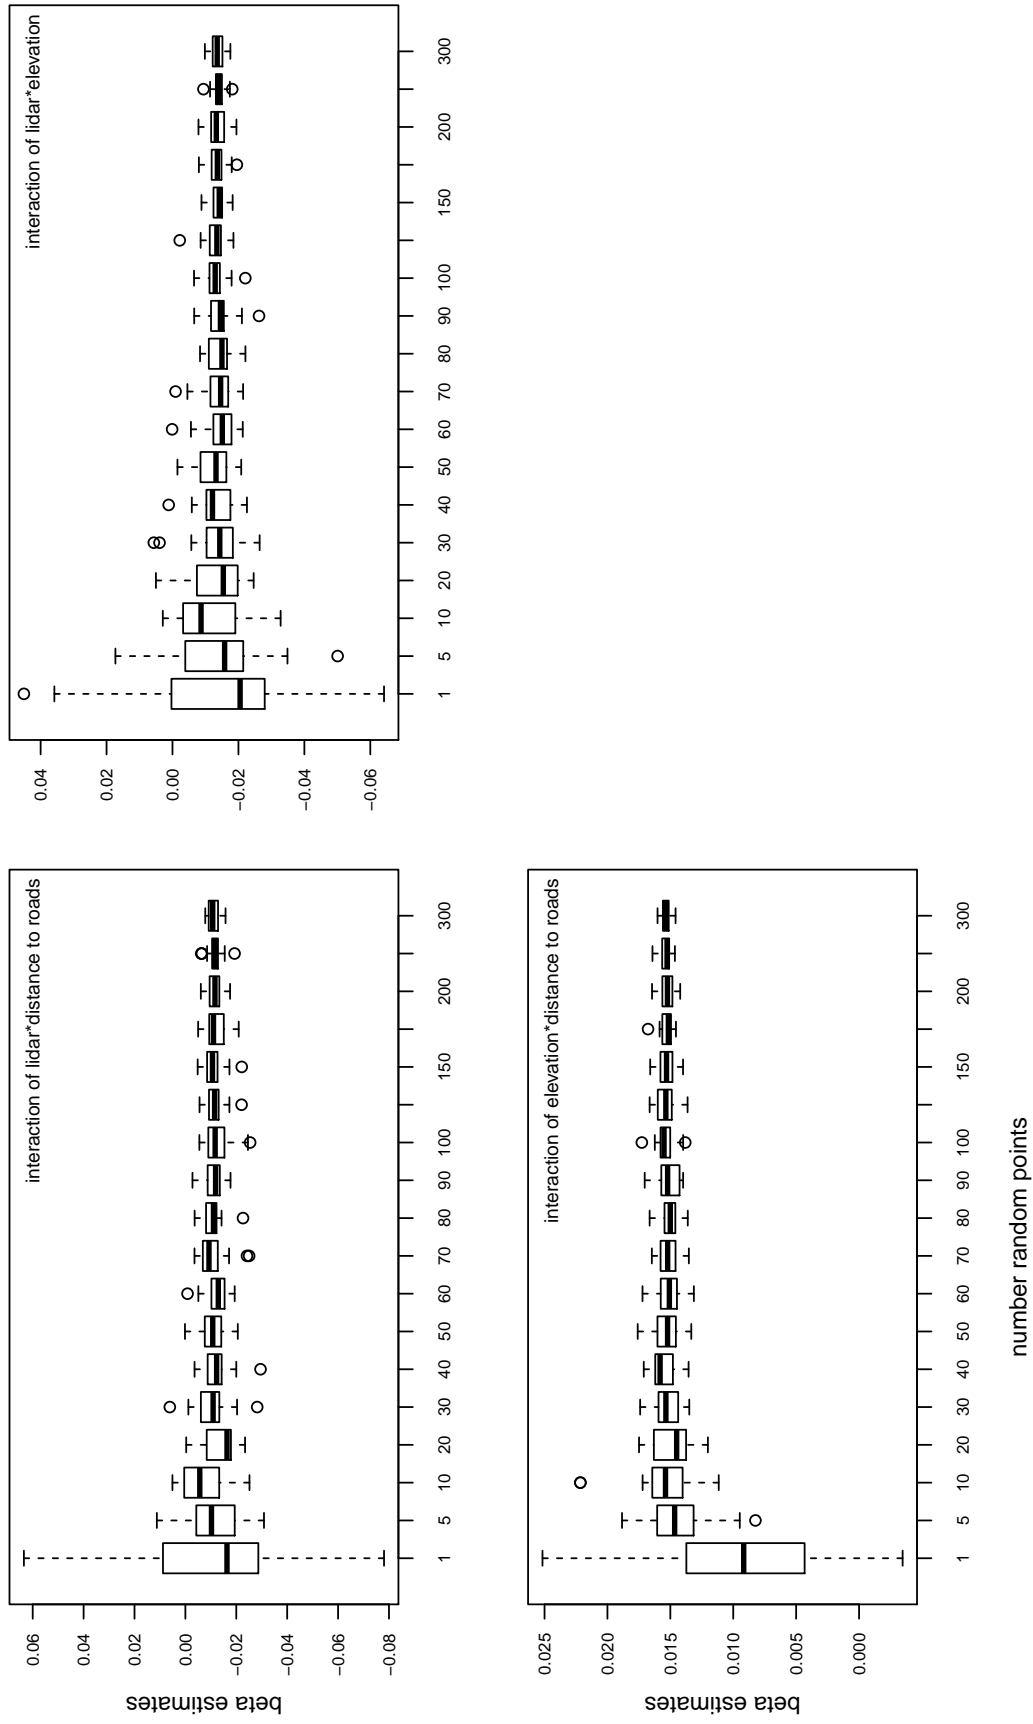 interaction of lidar*distance to roads
beta estimates
0.06
0.04
0.02
0.00
−0.02
−0.04
−0.06
−0.08
1 5 10 20 30 40 50 60 70 80 90 100 150 200 300
interaction of lidar*elevation
0.04
0.02
0.00
−0.02
−0.04
−0.06
1 5 10 20 30 40 50 60 70 80 90 100 150 200 300
interaction of elevation*distance to roads
beta estimates
0.025
0.020
0.015
0.010
0.005
0.000
1 5 10 20 30 40 50 60 70 80 90 100 150 200 300
number random points